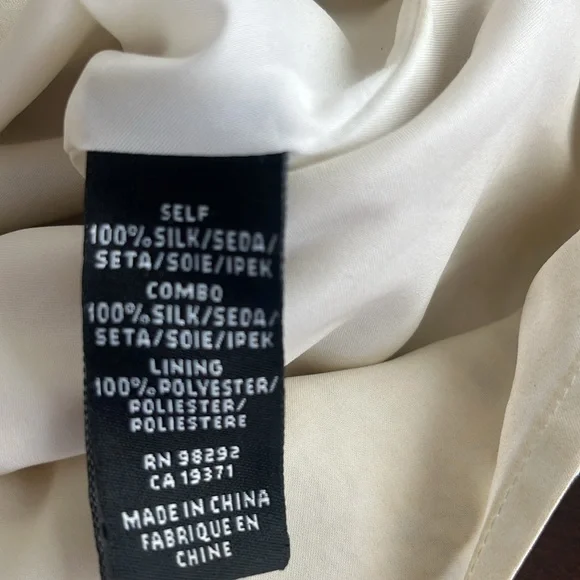 SELF
100% SILK/SEDA/
SETA/SOIE/IPEK
COMBO
100% SILK/SEDA/
SETA/SOIE/IPEK
LINING
100% POLYESTER/
POLIESTER/
POLIESTERE
RN 98292
CA 19371
MADE IN CHINA
FABRIQUE EN
CHINE